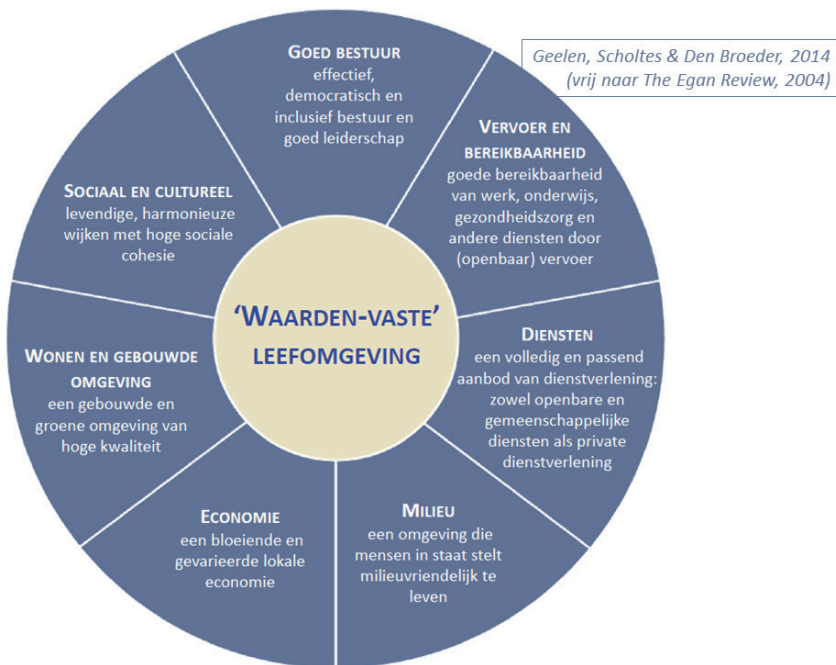 GOED BESTUUR
effectief,
democratisch en
inclusief bestuur en
goed leiderschap
Geelen, Scholtes & Den Broeder, 2014
(vrij naar The Egan Review, 2004)
VERVOER EN
BEREIKBAARHEID
goede bereikbaarheid
van werk, onderwijs,
gezondheidszorg en
andere diensten door
(openbaar) vervoer
DIENSTEN
een volledig en passend
aanbod van dienstverlening:
zowel openbare en
gemeenschappelijke
diensten als private
dienstverlening
MILIEU
een omgeving die
mensen in staat stelt
milieuvriendelijk te
leven
ECONOMIE
een bloeiende en
gevarieerde lokale
economie
WONEN EN GEBOUWDE
OMGEVING
een gebouwde en
groene omgeving van
hoge kwaliteit
SOCIAAL EN CULTUREEL
levendige, harmonieuze
wijken met hoge sociale
cohesie
‘WAARDEN-VASTE’
LEEFOMGEVING